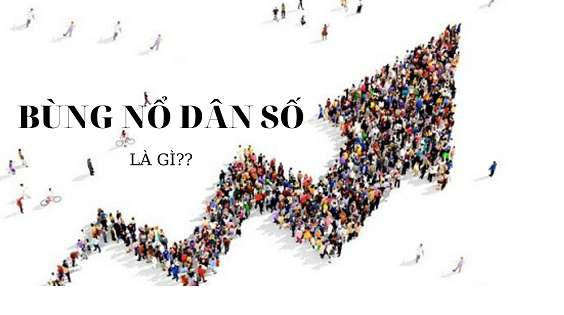 BÙNG NỔ DÂN SỐ
LÀ GÌ??